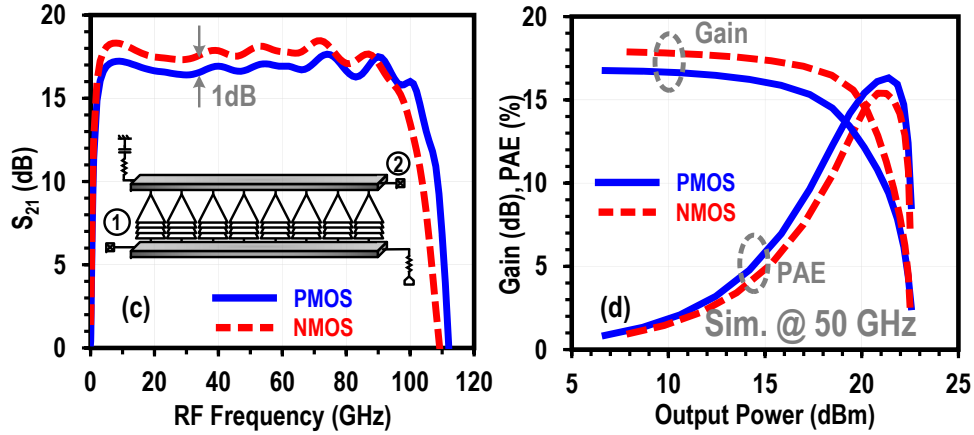 20
15
10
5
0
S21 (dB)
1dB
②
①
(c)
PMOS
NMOS
0 20 40 60 80 100 120
RF Frequency (GHz)
20
15
10
5
0
Gain (dB), PAE (%)
Gain
PMOS
NMOS
PAE
(d)
Sim. @ 50 GHz
5 10 15 20 25
Output Power (dBm)